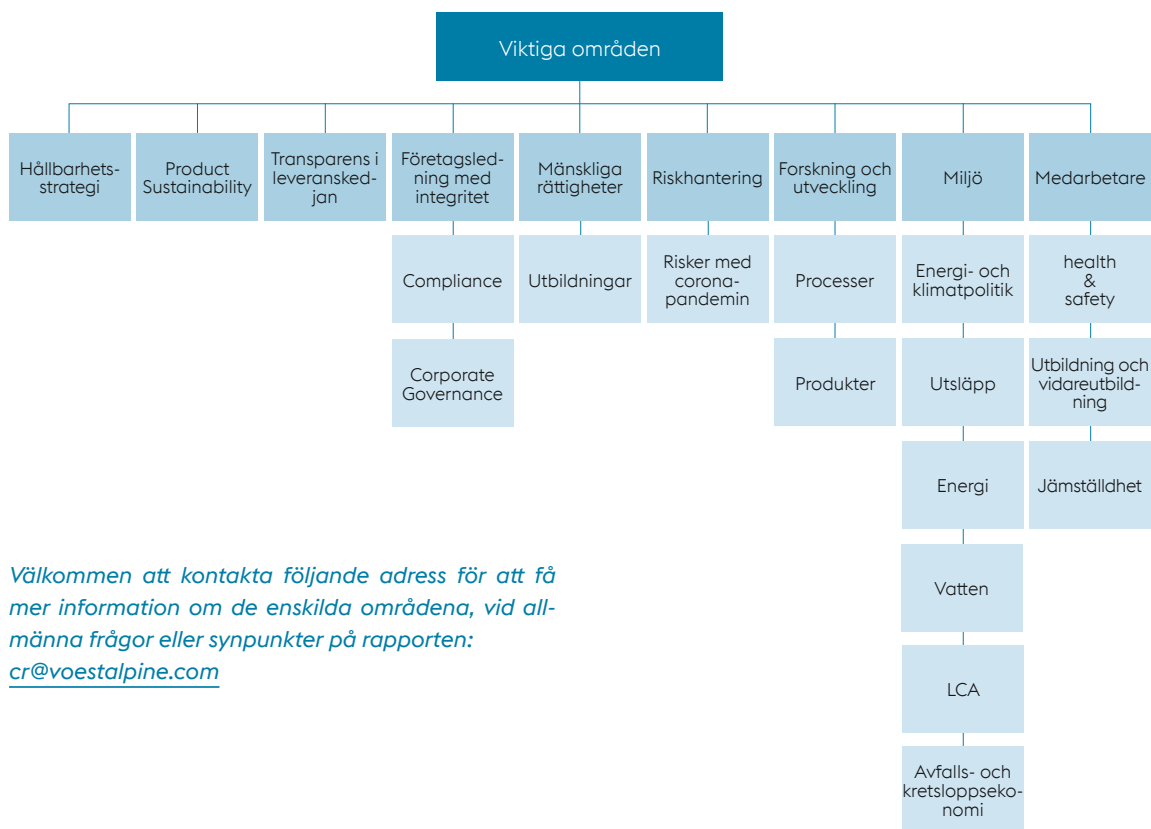 Viktiga områden
Hållbarhets-
strategi
Product
Sustainability
Transparens i
leveransked-
jan
Företagsled-
ning med
integritet
Mänskliga
rättigheter
Riskhantering
Forskning och
utveckling
Miljö
Medarbetare
Compliance
Utbildningar
Risker med
corona-
pandemin
Processer
Energi- och
klimatpolitik
health
&
safety
Corporate
Governance
Produkter
Utsläpp
Utbildning och
vidareutbild-
ning
Energi
Jämställdhet
Vatten
LCA
Avfalls- och
kretsloppseko-
nomi
Välkommen att kontakta följande adress för att få
mer information om de enskilda områdena, vid all-
männa frågor eller synpunkter på rapporten:
cr@voestalpine.com